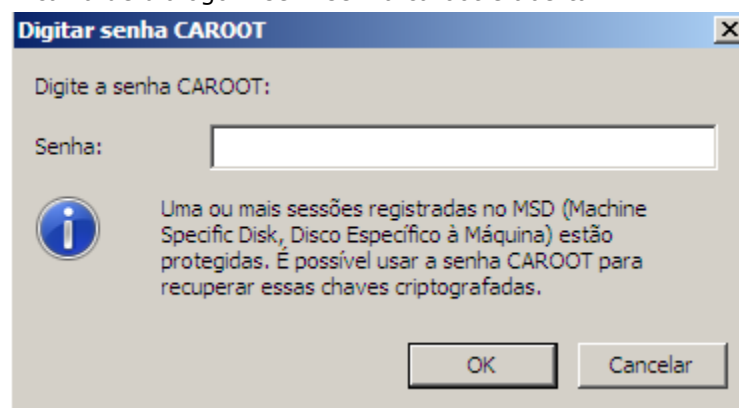 Digitar senha CAROOT
Digite a senha CAROOT:
Senha:
Uma ou mais sessões registradas no MSD (Machine
Specific Disk, Disco Específico à Máquina) estão
protegidas. É possível usar a senha CAROOT para
recuperar essas chaves criptografadas.
OK
Cancelar